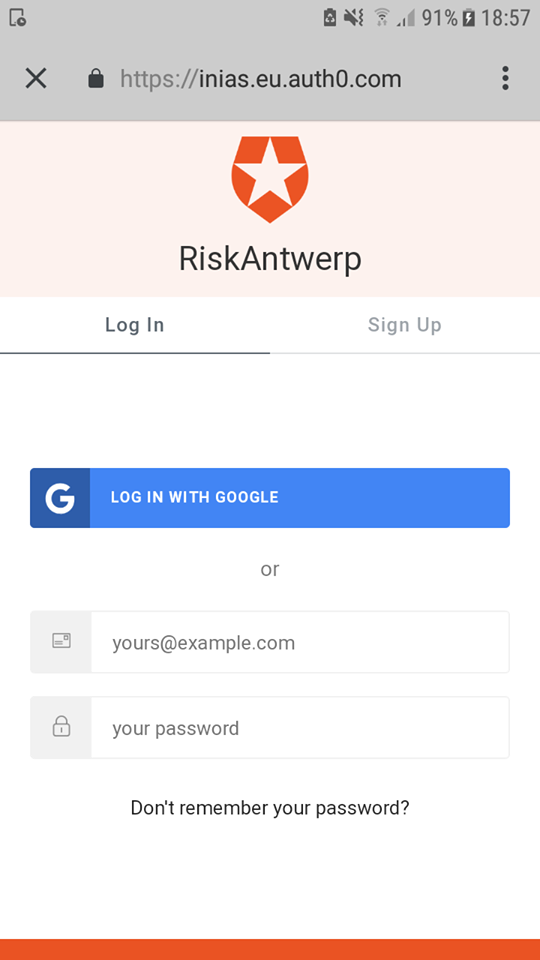 91% 18:57
https://inias.eu.auth0.com
RiskAntwerp
Log In
Sign Up
G LOG IN WITH GOOGLE
or
yours@example.com
your password
Don't remember your password?